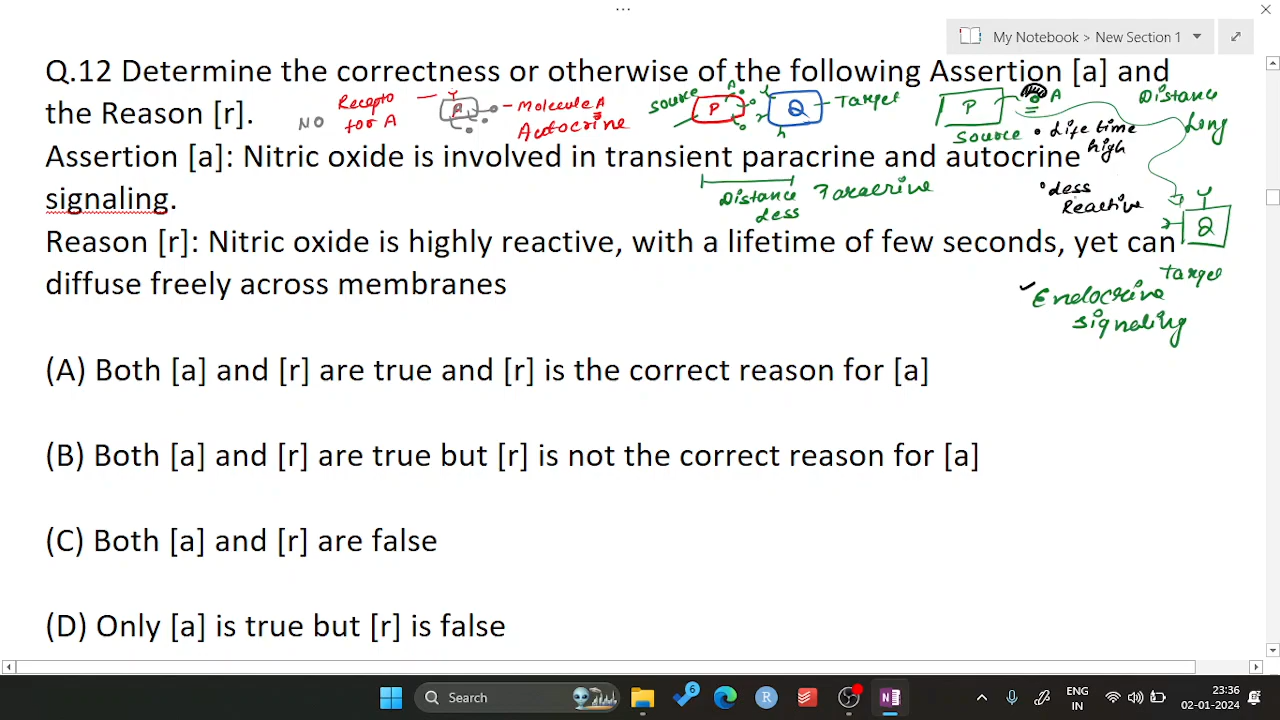 ...
My Notebook > New Section 1
Q.12 Determine the correctness or otherwise of the following Assertion [a] and
the Reason [r].
NO
Recepto
for A
R
Molecule A
Autocrine
Source
P
A
Q
Target
P
A
Source
Distance
Long
Life time
high
Less
Reactive
Assertion [a]: Nitric oxide is involved in transient paracrine and autocrine
signaling.
Distance
Less
Paracrine
Q
Target
Reason [r]: Nitric oxide is highly reactive, with a lifetime of few seconds, yet can
diffuse freely across membranes
Endocrine
Signaling
(A) Both [a] and [r] are true and [r] is the correct reason for [a]
(B) Both [a] and [r] are true but [r] is not the correct reason for [a]
(C) Both [a] and [r] are false
(D) Only [a] is true but [r] is false
Search
6
R
N
ENG
IN
23:36
02-01-2024